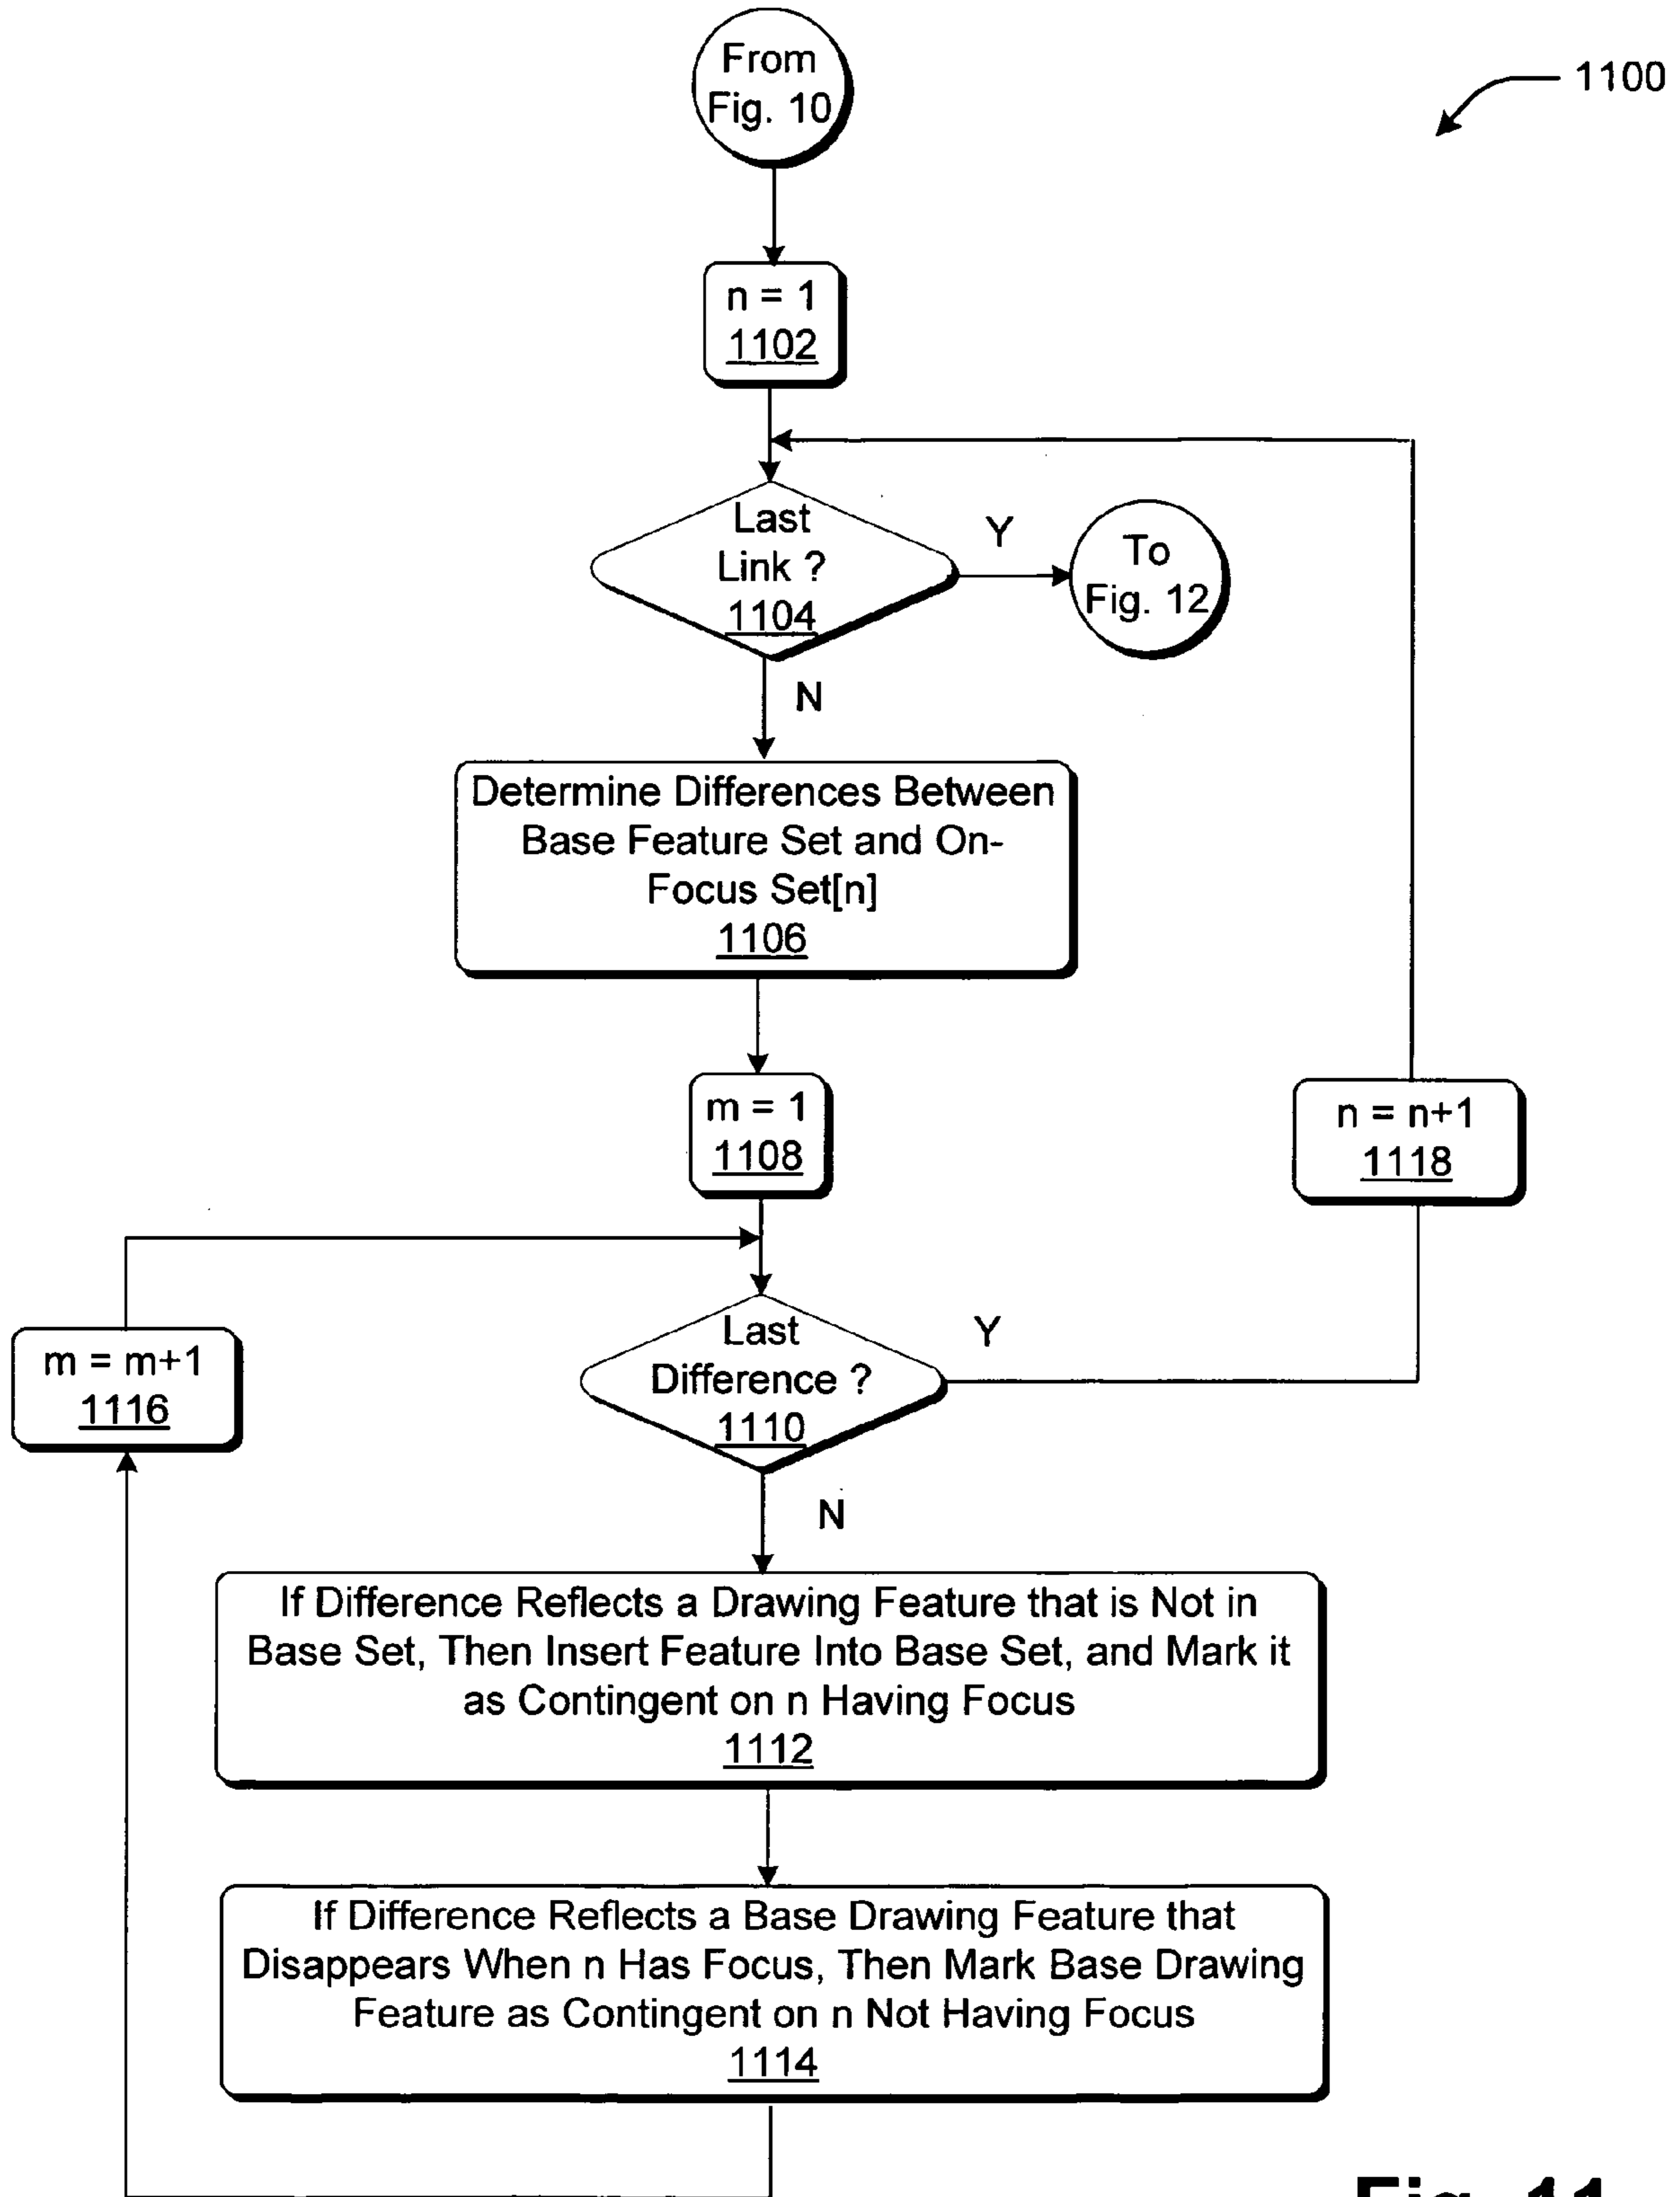 From
Fig. 10
1100
n = 1
1102
Last
Link ?
1104
Y
To
Fig. 12
N
Determine Differences Between
Base Feature Set and On-
Focus Set[n]
1106
m = 1
1108
n = n+1
1118
Last
Difference ?
1110
Y
m = m+1
1116
N
If Difference Reflects a Drawing Feature that is Not in
Base Set, Then Insert Feature Into Base Set, and Mark it
as Contingent on n Having Focus
1112
If Difference Reflects a Base Drawing Feature that
Disappears When n Has Focus, Then Mark Base Drawing
Feature as Contingent on n Not Having Focus
1114
Fig. 11